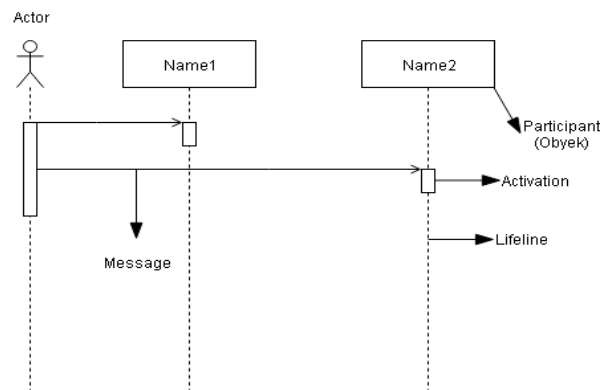 Actor
Name1
Name2
Participant
(Obyek)
Activation
Lifeline
Message